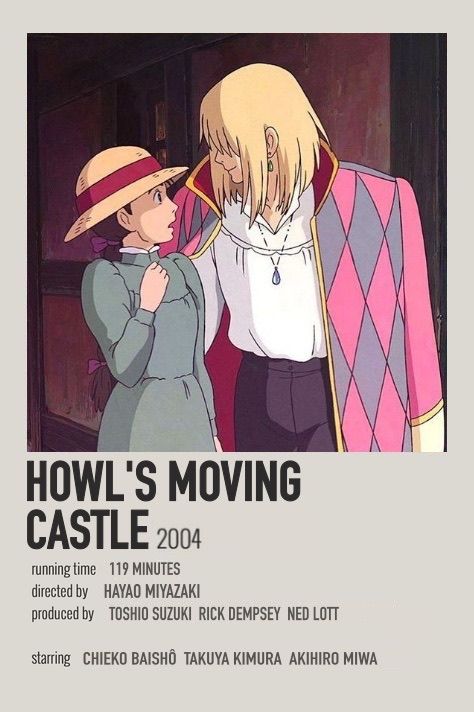 HOWL'S MOVING
CASTLE 2004
running time 119 MINUTES
directed by HAYAO MIYAZAKI
produced by TOSHIO SUZUKI RICK DEMPSEY NED LOTT
starring CHIEKO BAISHÔ TAKUYA KIMURA AKIHIRO MIWA